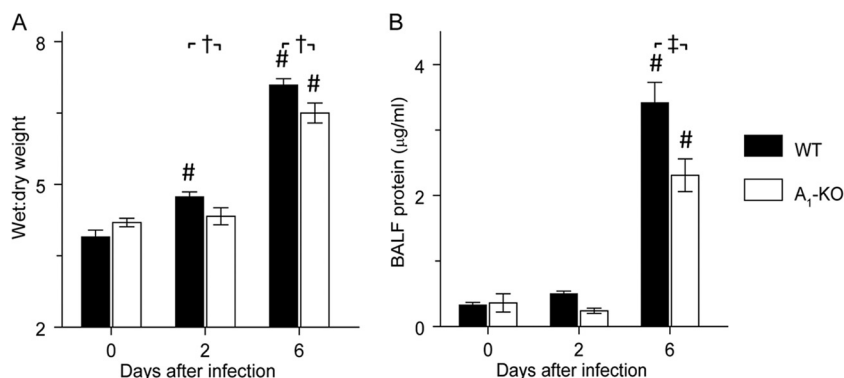 A
8
5
2
Wet:dry weight
†
†
#
#
#
0
2
6
Days after infection
B
4
2
0
BALF protein (μg/ml)
‡
#
#
0
2
6
Days after infection
WT
A₁-KO